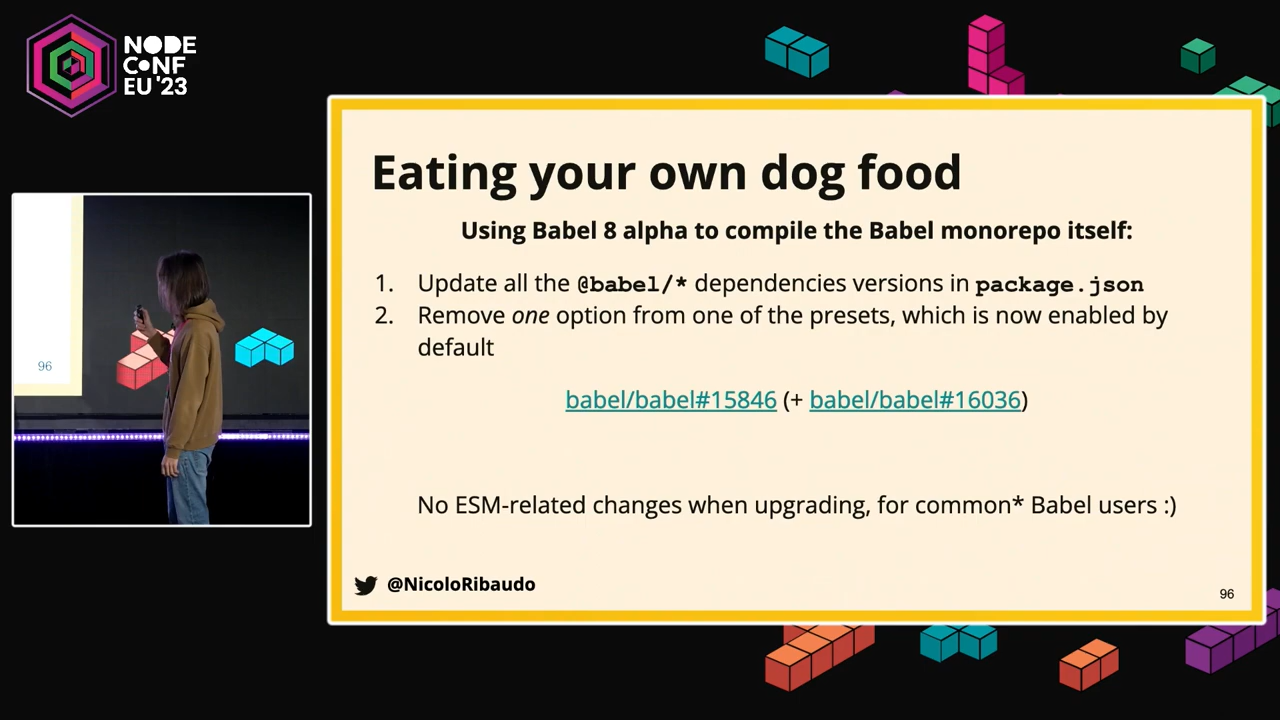 NODE
CONF
EU '23
Eating your own dog food
Using Babel 8 alpha to compile the Babel monorepo itself:
1. Update all the @babel/* dependencies versions in package.json
2. Remove one option from one of the presets, which is now enabled by
default
babel/babel#15846 (+ babel/babel#16036)
No ESM-related changes when upgrading, for common* Babel users :)
@NicoloRibaudo
96
96